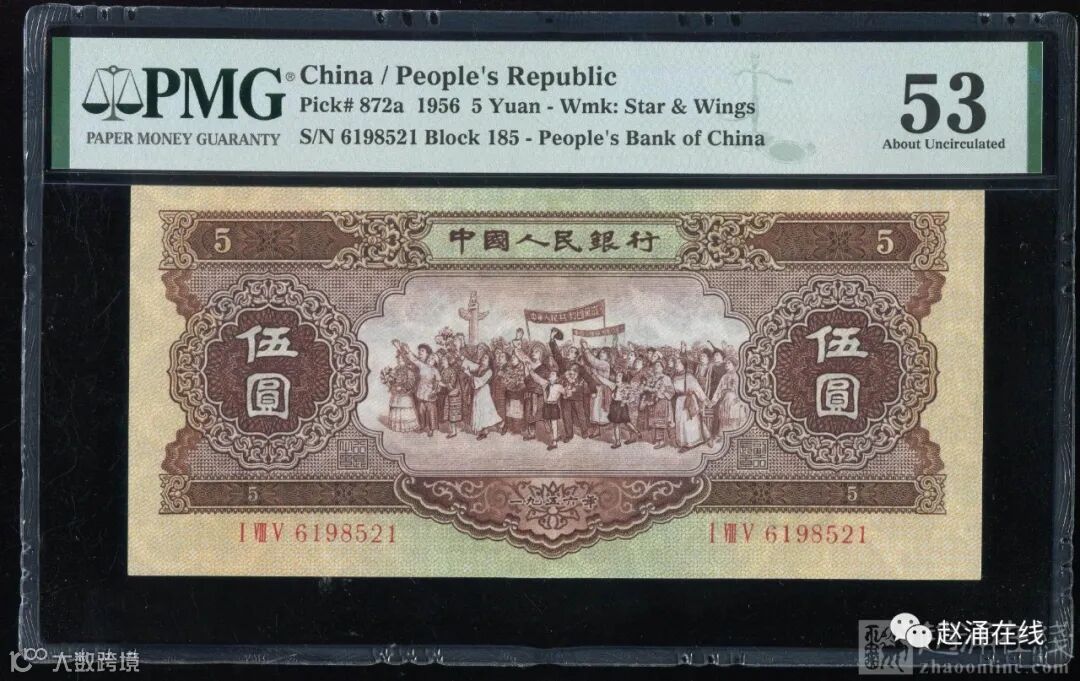 PMG®
PAPER MONEY GUARANTY
China / People's Republic
Pick# 872a 1956 5 Yuan - Wmk: Star & Wings
S/N 6198521 Block 185 - People's Bank of China
53
About Uncirculated
5 中國人民銀行 5
伍圓 伍圓
5 一九五六年 5
I VIII V 6198521 I VIII V 6198521
赵涌在线
zhaoonline.com
大数跨境